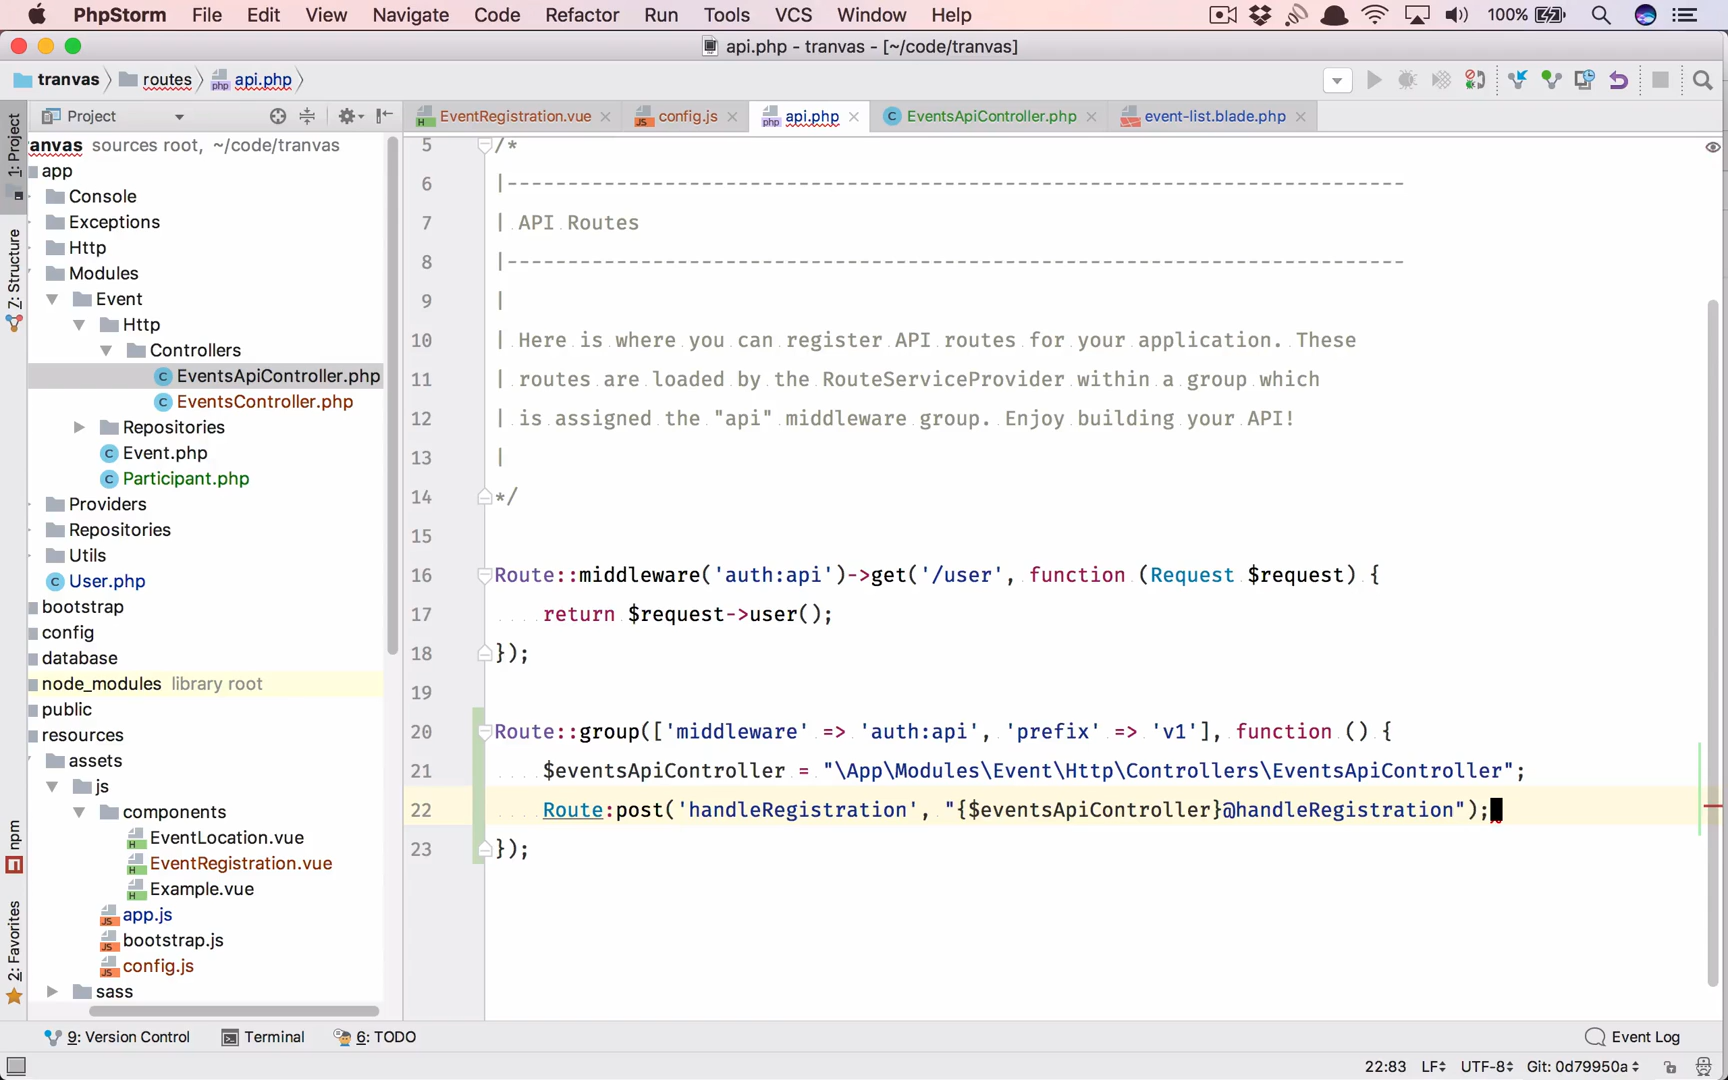 PhpStorm File Edit View Navigate Code Refactor Run Tools VCS Window Help 100%
api.php - tranvas - [~/code/tranvas]
tranvas routes api.php
Project
EventRegistration.vue config.js api.php EventsApiController.php event-list.blade.php
1: Project
7: Structure
npm
2: Favorites
anvas sources root, ~/code/tranvas
app
Console
Exceptions
Http
Modules
Event
Http
Controllers
EventsApiController.php
EventsController.php
Repositories
Event.php
Participant.php
Providers
Repositories
Utils
User.php
bootstrap
config
database
node_modules library root
public
resources
assets
js
components
EventLocation.vue
EventRegistration.vue
Example.vue
app.js
bootstrap.js
config.js
sass
5 /*
6 |--------------------------------------------------------------------------
7 | API Routes
8 |--------------------------------------------------------------------------
9 |
10 | Here is where you can register API routes for your application. These
11 | routes are loaded by the RouteServiceProvider within a group which
12 | is assigned the "api" middleware group. Enjoy building your API!
13 |
14 */
15
16 Route::middleware('auth:api')->get('/user', function (Request $request) {
17 return $request->user();
18 });
19
20 Route::group(['middleware' => 'auth:api', 'prefix' => 'v1'], function () {
21 $eventsApiController = "\App\Modules\Event\Http\Controllers\EventsApiController";
22 Route:post('handleRegistration', "{$eventsApiController}@handleRegistration");
23 });
9: Version Control Terminal 6: TODO Event Log
22:83 LF UTF-8 Git: 0d79950a